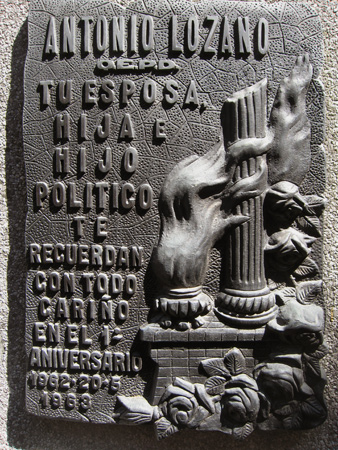 ANTONIO LOZANO
Q.E.P.D.
TU ESPOSA,
HIJA E
HIJO
POLITICO
TE
RECUERDAN
CON TODO
CARIÑO
EN EL 1º
ANIVERSARIO
1962-20-5
1963